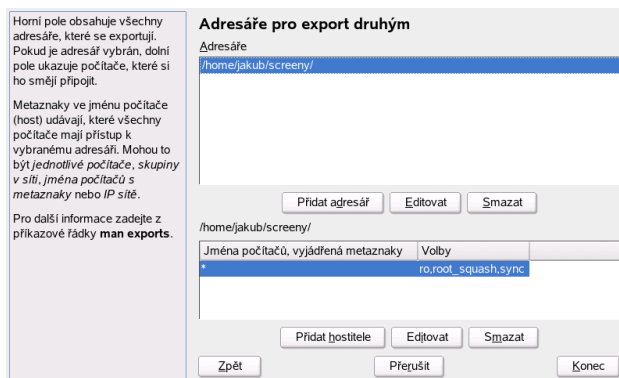 Horní pole obsahuje všechny
adresáře, které se exportují.
Pokud je adresář vybrán, dolní
pole ukazuje počítače, které si
ho smějí připojit.
Metaznaky ve jménu počítače
(host) udávají, které všechny
počítače mají přístup k
vybranému adresáři. Mohou to
být jednotlivé počítače, skupiny
v síti, jména počítačů s
metaznaky nebo IP sítě.
Pro další informace zadejte z
příkazové řádky man exports.
Adresáře pro export druhým
Adresáře
/home/jakub/screeny/
Přidat adresář Editovat Smazat
/home/jakub/screeny/
Jména počítačů, vyjádřená metaznaky Volby
* ro,root_squash,sync
Přidat hostitele Editovat Smazat
Zpět Přerušit Konec